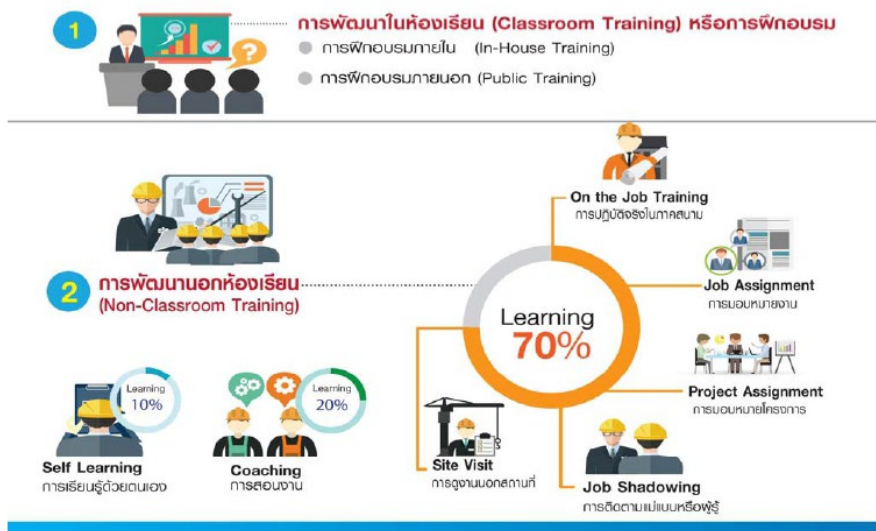 1
การพัฒนาในห้องเรียน (Classroom Training) หรือการฝึกอบรม
การฝึกอบรมภายใน (In-House Training)
?
การฝึกอบรมภายนอก (Public Training)
On the Job Training
การปฏิบัติจริงในภาคสนาม
2
การพัฒนานอกห้องเรียน
(Non-Classroom Training)
Job Assignment
การมอบหมายงาน
Learning
70%
Project Assignment
การมอบหมายโครงการ
Learning
10%
Learning
20%
Self Learning
การเรียนรู้ด้วยตนเอง
Coaching
การสอนงาน
Site Visit
การดูงานนอกสถานที่
Job Shadowing
การติดตามแม่แบบหรือผู้รู้